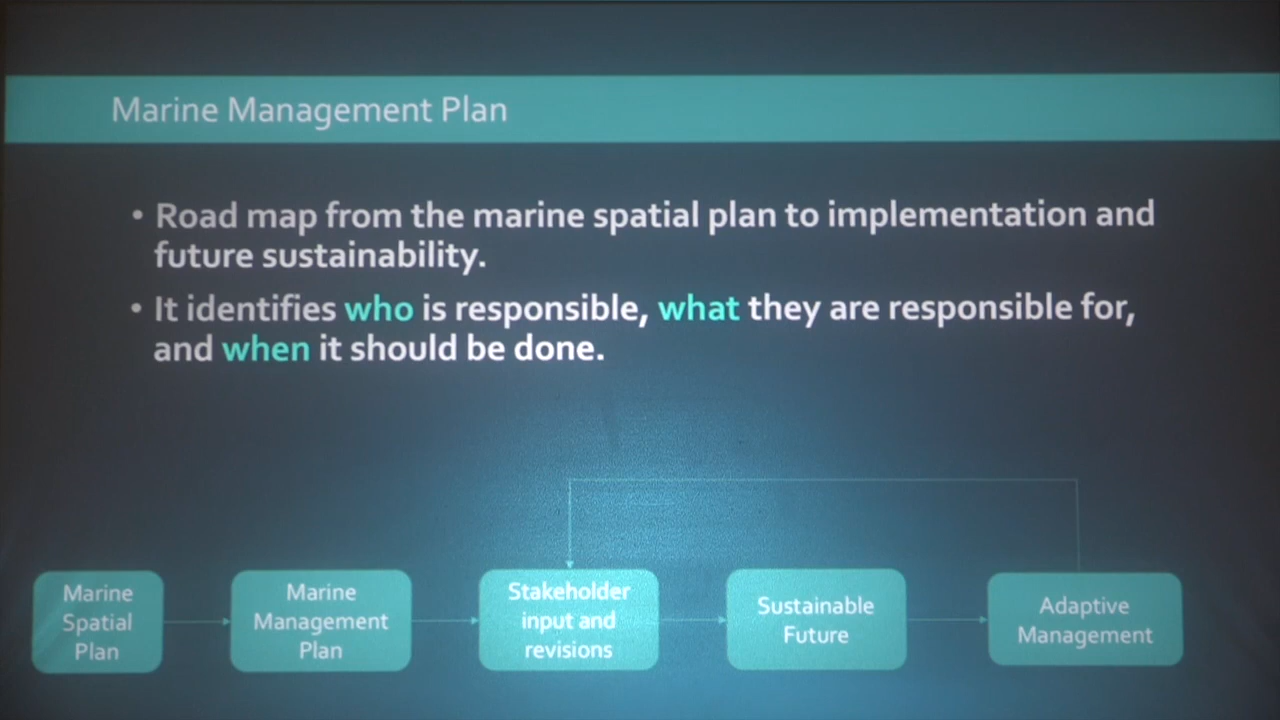 Marine Management Plan
• Road map from the marine spatial plan to implementation and
future sustainability.
• It identifies who is responsible, what they are responsible for,
and when it should be done.
Marine
Spatial
Plan
Marine
Management
Plan
Stakeholder
input and
revisions
Sustainable
Future
Adaptive
Management